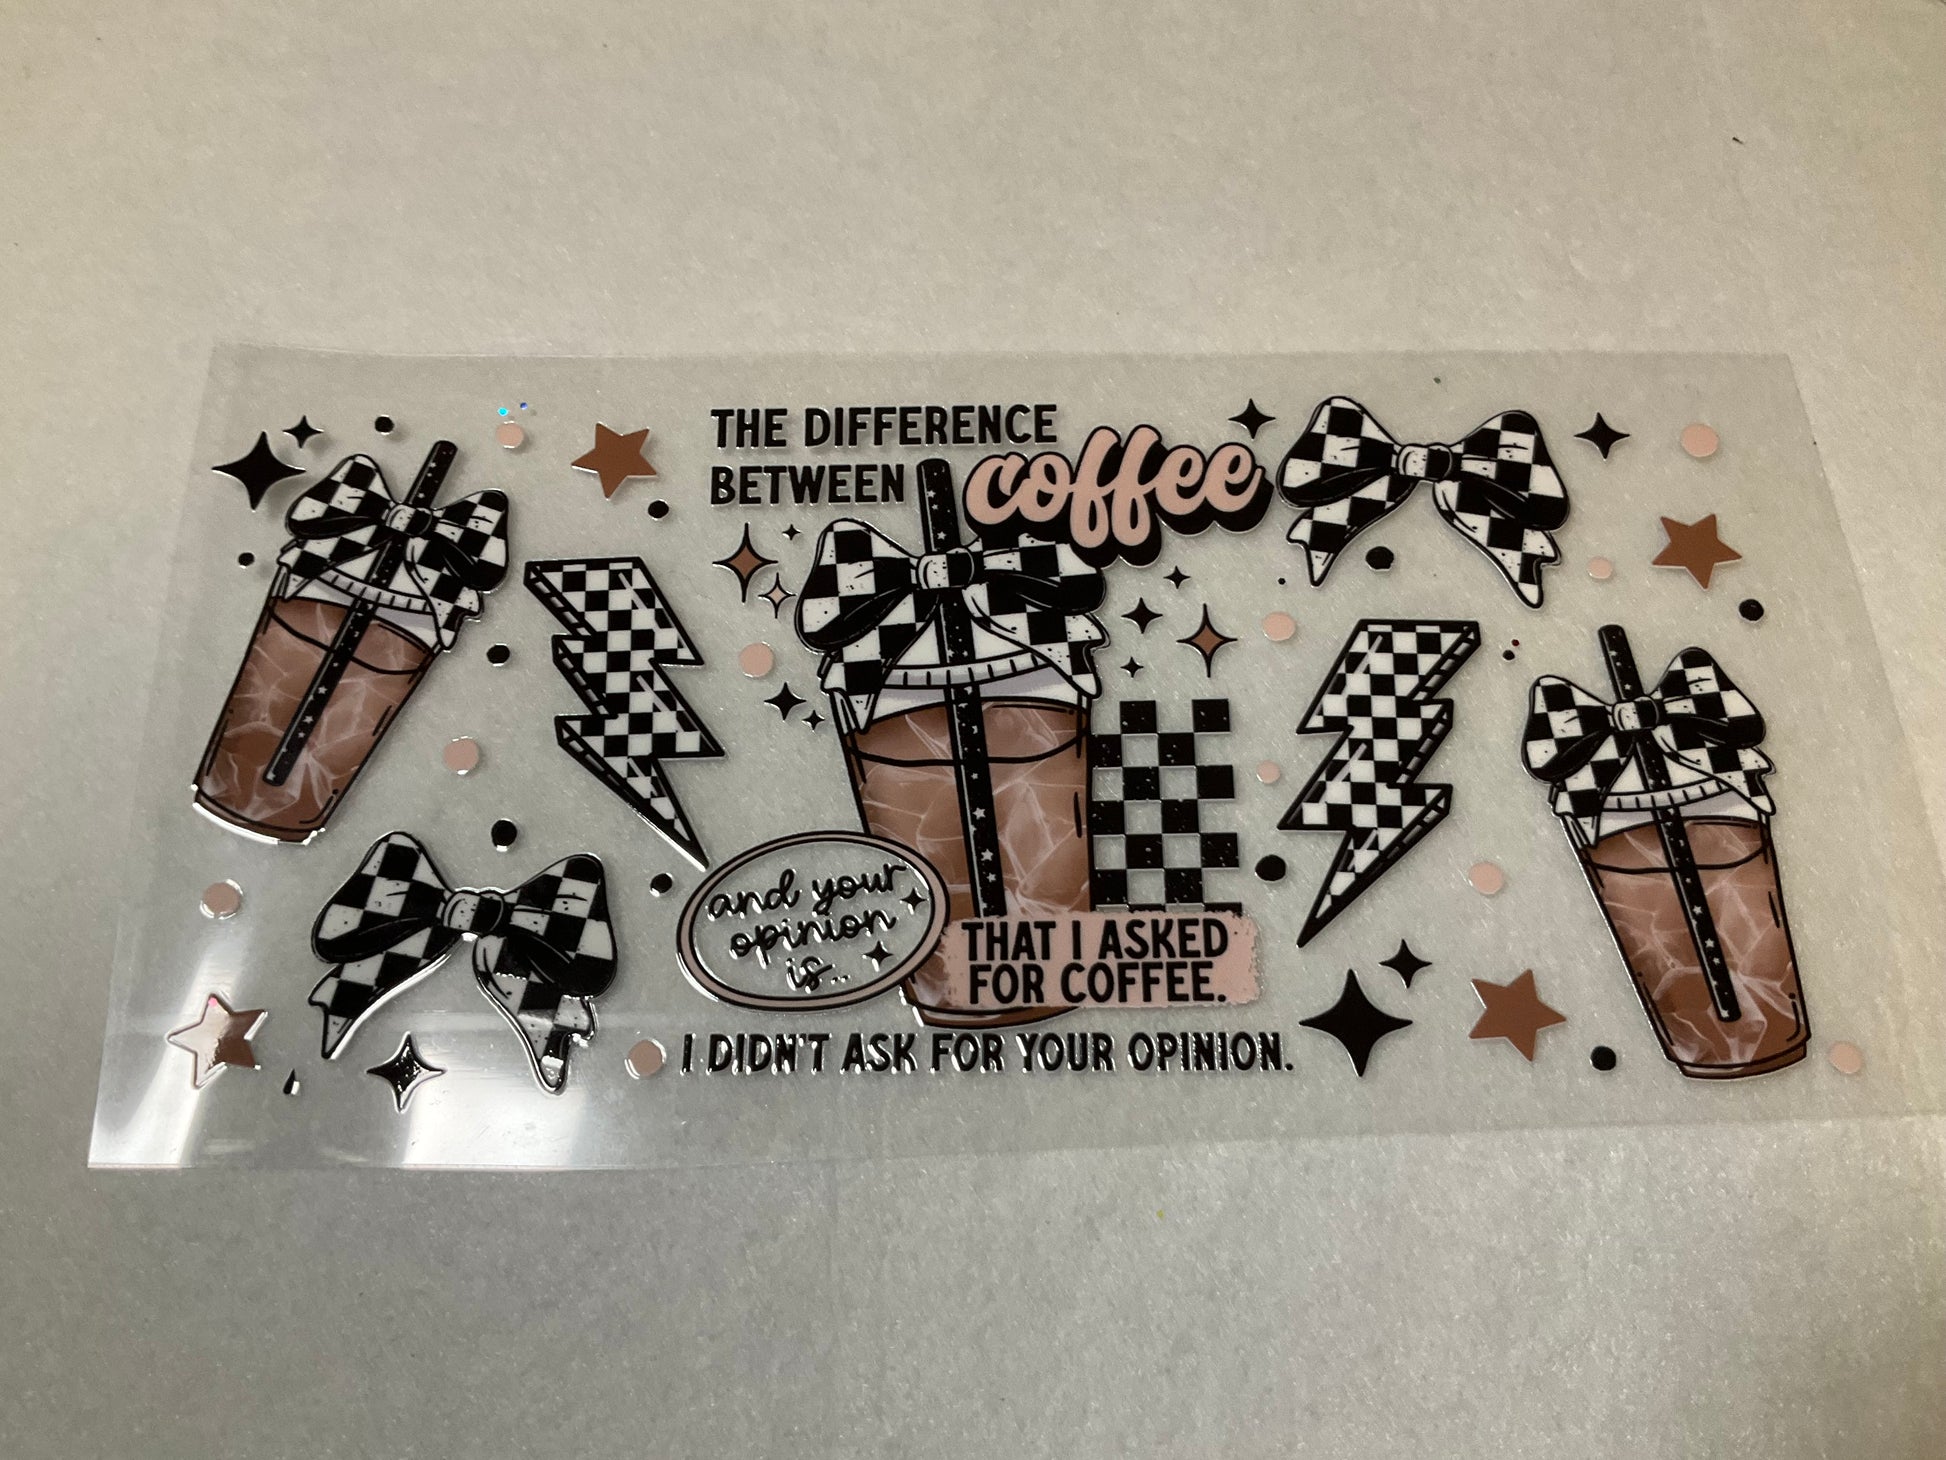 THE DIFFERENCE
BETWEEN coffee
and your
opinion
is...
THAT I ASKED
FOR COFFEE.
I DIDN'T ASK FOR YOUR OPINION.